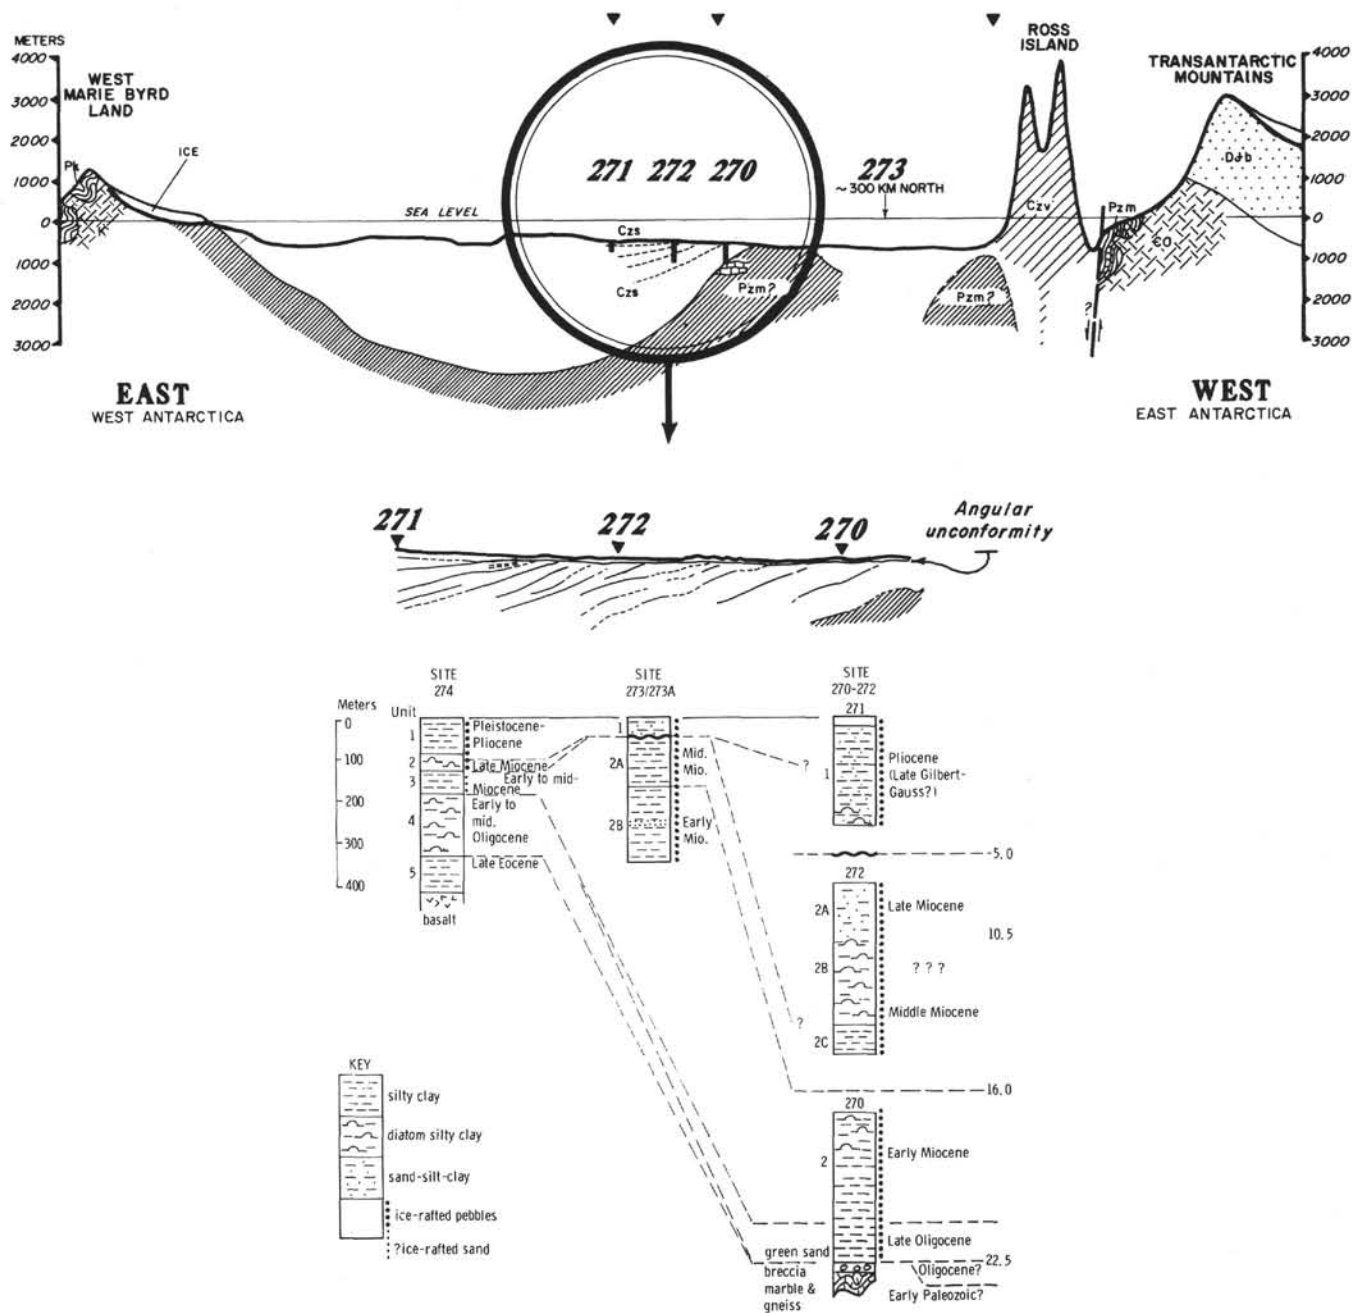 METERS
4000
3000
2000
1000
0
1000
2000
3000
WEST
MARIE BYRD
LAND
Pk
ICE
SEA LEVEL
271 272 270
Czs
Czs
Pzm?
273
~300 KM NORTH
ROSS
ISLAND
Czv
Pzm?
Pzm
?
TRANSANTARCTIC
MOUNTAINS
4000
3000
2000
1000
0
1000
2000
3000
EAST
WEST ANTARCTICA
WEST
EAST ANTARCTICA
271
272
270
Angular
unconformity
SITE
274
SITE
273/273A
SITE
270-272
Meters
0
100
200
300
400
Unit
1
2
3
4
5
Pleistocene-
Pliocene
Late Miocene
Early to mid-
Miocene
Early to
mid.
Oligocene
Late Eocene
basalt
1
2A
2B
Mid.
Mio.
Early
Mio.
271
? 1
Pliocene
(Late Gilbert-
Gauss?)
5.0
272
2A
2B
2C
Late Miocene
10.5
? ? ?
Middle Miocene
?
16.0
270
2
Early Miocene
Late Oligocene
22.5
green sand
Oligocene?
breccia
marble &
gneiss
Early Paleozoic?
KEY
silty clay
diatom silty clay
sand-silt-clay
ice-rafted pebbles
?ice-rafted sand